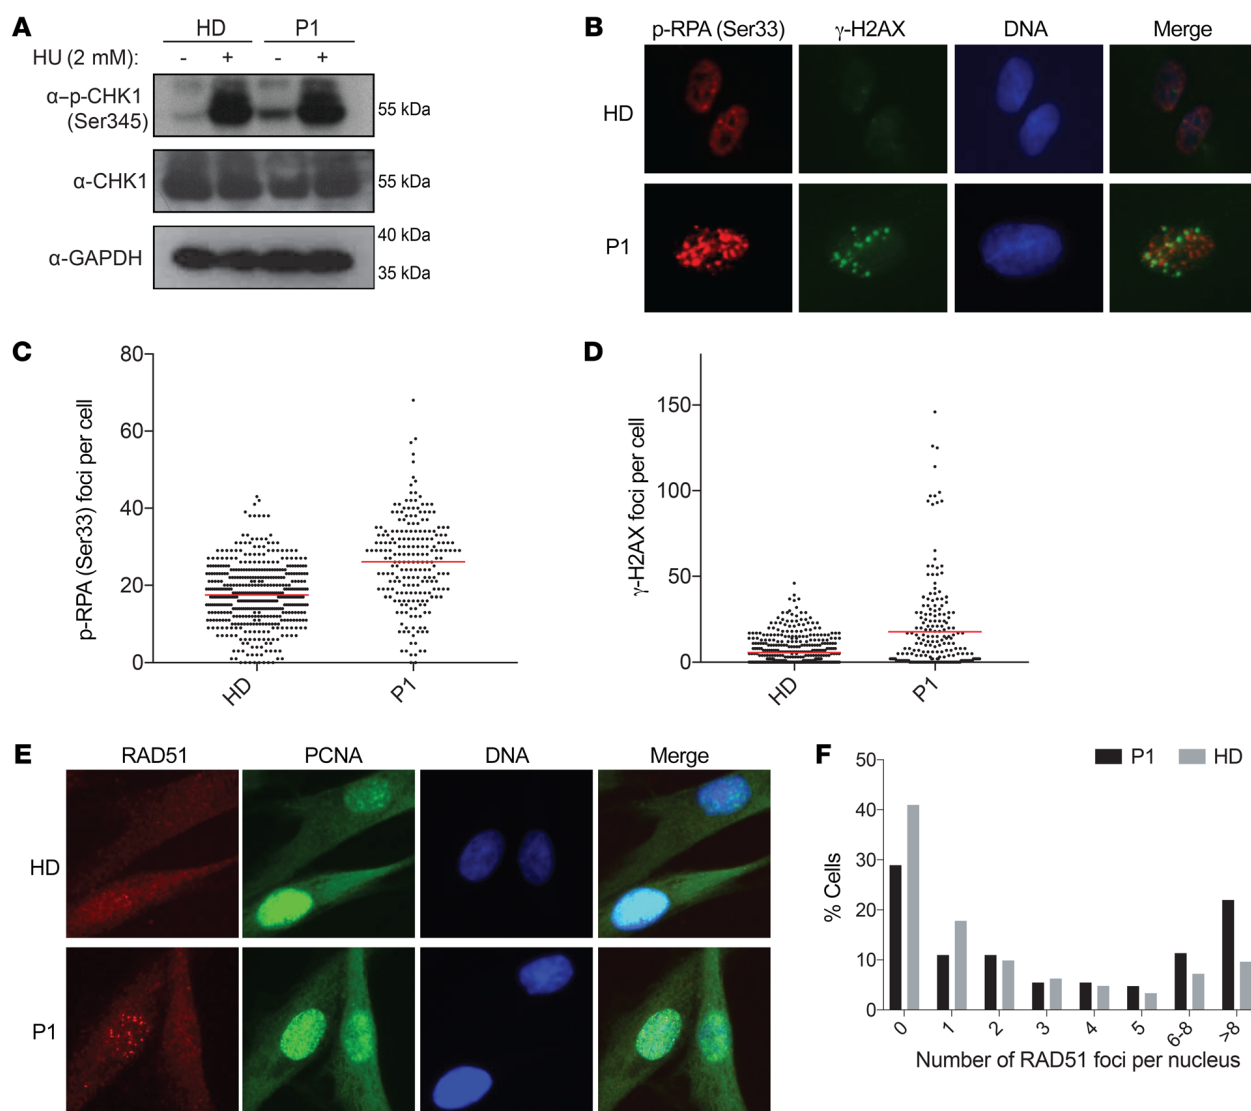 A
HD P1
HU (2 mM): - + - +
α–p-CHK1
(Ser345)
55 kDa
α-CHK1
55 kDa
α-GAPDH
40 kDa
35 kDa
B
p-RPA (Ser33) γ-H2AX DNA Merge
HD
P1
C
p-RPA (Ser33) foci per cell
80
60
40
20
0
HD P1
D
γ-H2AX foci per cell
150
100
50
0
HD P1
E
RAD51 PCNA DNA Merge
HD
P1
F
P1 HD
% Cells
50
40
30
20
10
0
0 1 2 3 4 5 6-8 >8
Number of RAD51 foci per nucleus